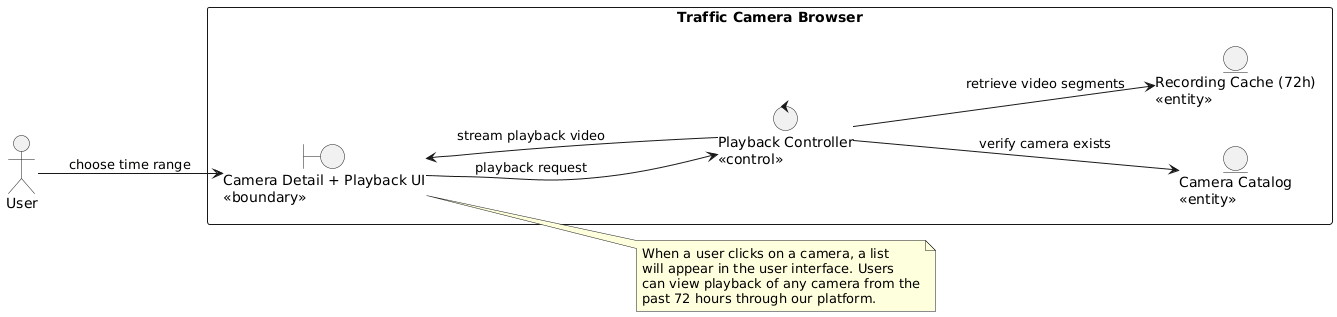 Traffic Camera Browser
retrieve video segments
Recording Cache (72h)
«entity»
stream playback video
Playback Controller
«control»
verify camera exists
choose time range
playback request
Camera Detail + Playback UI
«boundary»
Camera Catalog
«entity»
User
When a user clicks on a camera, a list
will appear in the user interface. Users
can view playback of any camera from the
past 72 hours through our platform.